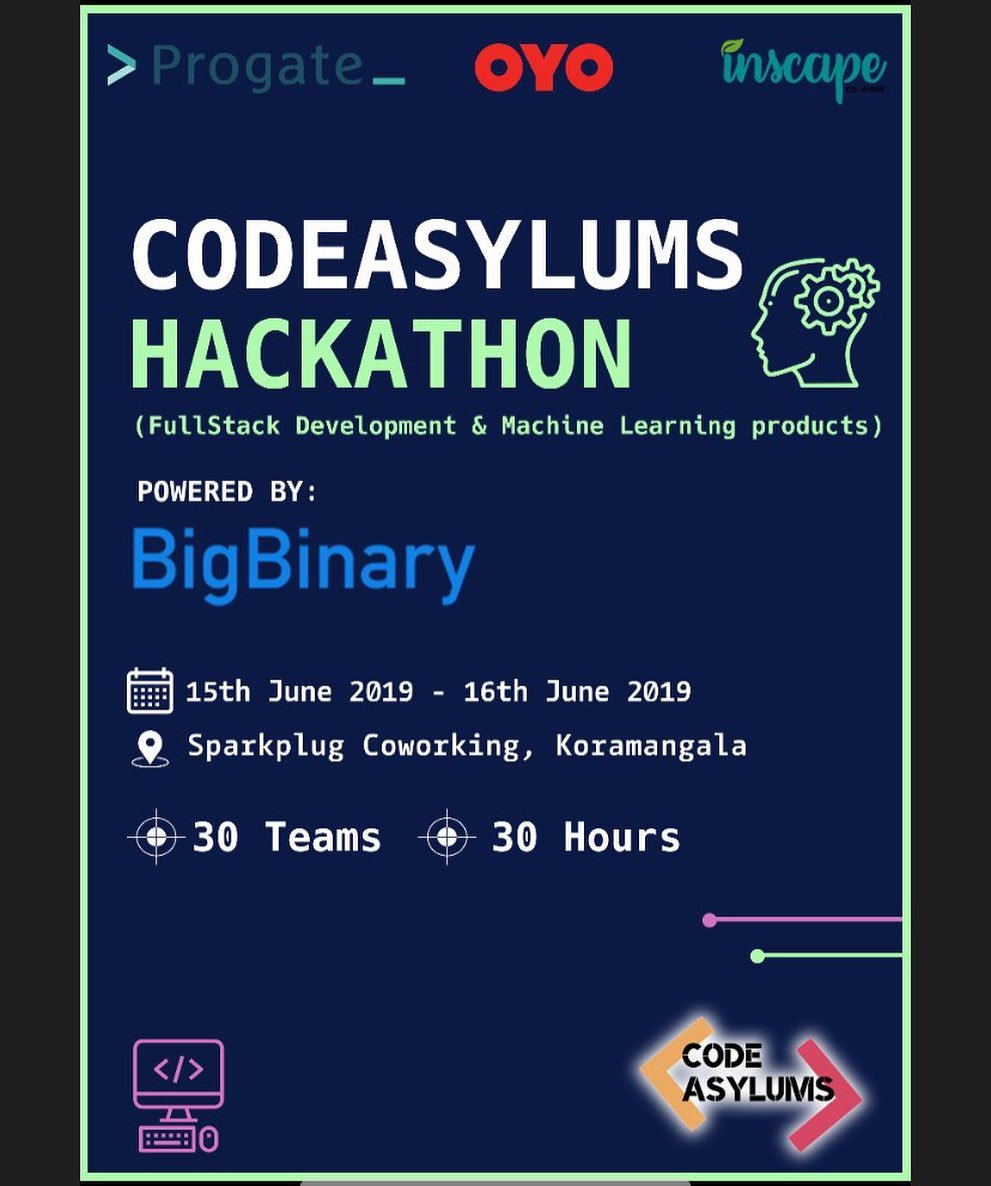 > Progate_
OYO
inscape
CO-WORK
CODEASYLUMS
HACKATHON
(FullStack Development & Machine Learning products)
POWERED BY:
BigBinary
15th June 2019 - 16th June 2019
Sparkplug Coworking, Koramangala
30 Teams 30 Hours
</>
CODE
ASYLUMS